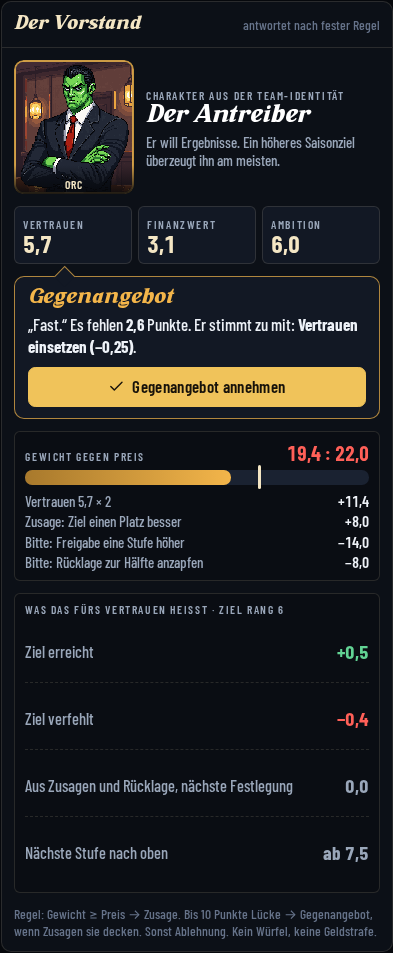 Der Vorstand
antwortet nach fester Regel
CHARAKTER AUS DER TEAM-IDENTITÄT
Der Antreiber
Er will Ergebnisse. Ein höheres Saisonziel
überzeugt ihn am meisten.
ORC
VERTRAUEN
5,7
FINANZWERT
3,1
AMBITION
6,0
Gegenangebot
„Fast.“ Es fehlen 2,6 Punkte. Er stimmt zu mit: Vertrauen
einsetzen (−0,25).
✓ Gegenangebot annehmen
GEWICHT GEGEN PREIS
19,4 : 22,0
Vertrauen 5,7 × 2 +11,4
Zusage: Ziel einen Platz besser +8,0
Bitte: Freigabe eine Stufe höher −14,0
Bitte: Rücklage zur Hälfte anzapfen −8,0
WAS DAS FÜRS VERTRAUEN HEISST · ZIEL RANG 6
Ziel erreicht +0,5
Ziel verfehlt −0,4
Aus Zusagen und Rücklage, nächste Festlegung 0,0
Nächste Stufe nach oben ab 7,5
Regel: Gewicht ≥ Preis → Zusage. Bis 10 Punkte Lücke → Gegenangebot,
wenn Zusagen sie decken. Sonst Ablehnung. Kein Würfel, keine Geldstrafe.